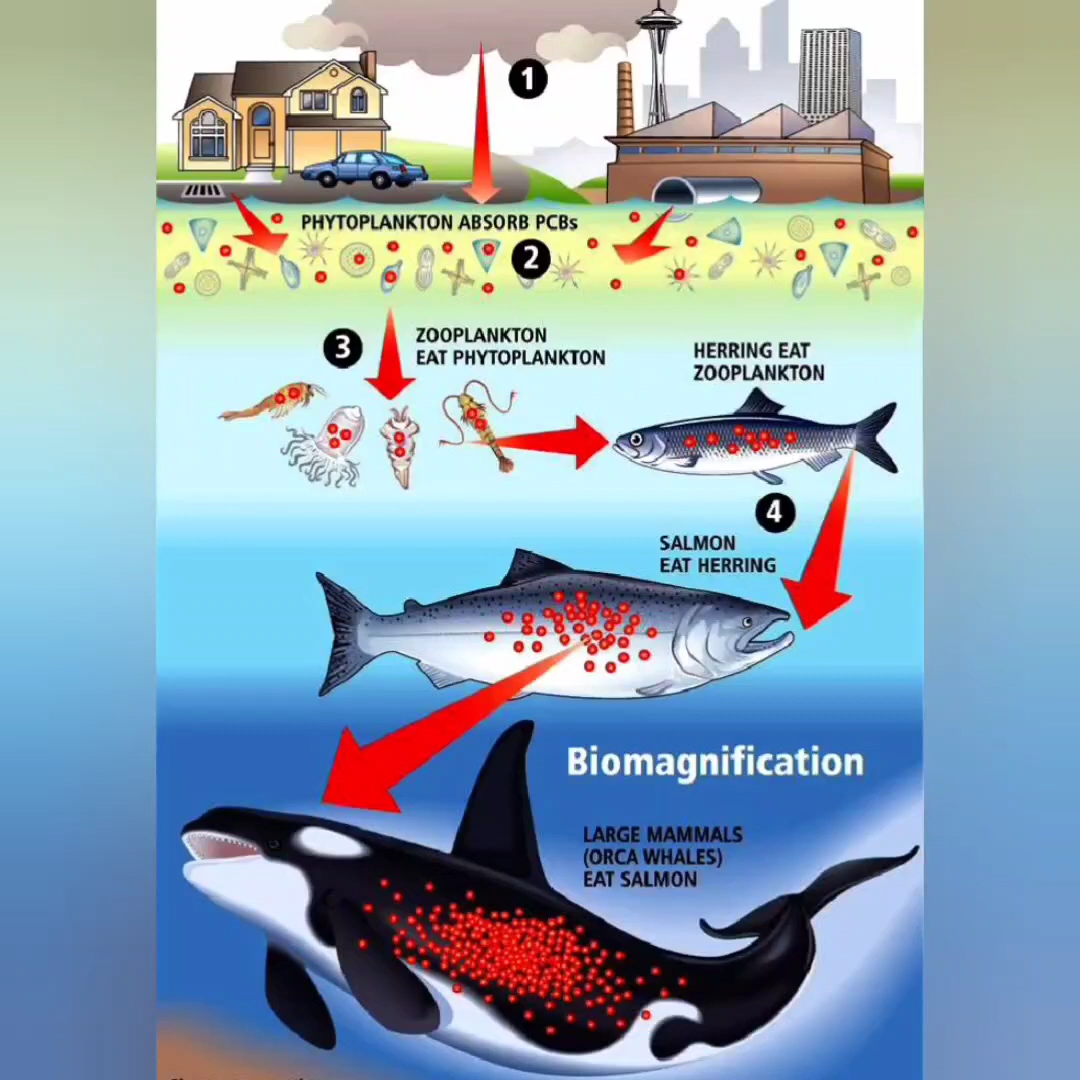 1
PHYTOPLANKTON ABSORB PCBs
2
3
ZOOPLANKTON
EAT PHYTOPLANKTON
HERRING EAT
ZOOPLANKTON
4
SALMON
EAT HERRING
Biomagnification
LARGE MAMMALS
(ORCA WHALES)
EAT SALMON